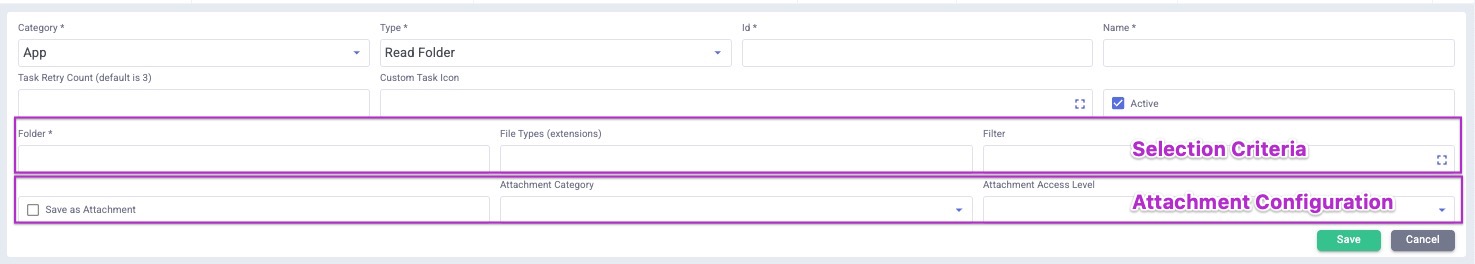 Category * Type * Id * Name *
App Read Folder
Task Retry Count (default is 3) Custom Task Icon
Active
Folder * File Types (extensions) Filter
Selection Criteria
Attachment Category Attachment Access Level
Save as Attachment Attachment Configuration
Save Cancel